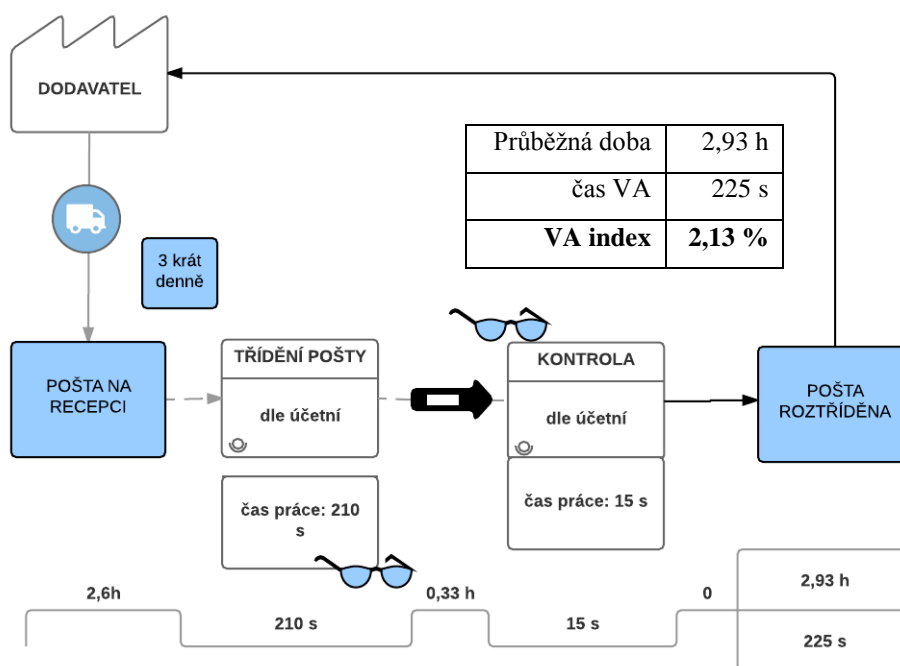 DODAVATEL
Průběžná doba 2,93 h
čas VA 225 s
VA index 2,13 %
3 krát
denně
POŠTA NA
RECEPCI
TŘÍDĚNÍ POŠTY
dle účetní
KONTROLA
dle účetní
POŠTA
ROZTŘÍDĚNA
čas práce: 210
s
čas práce: 15 s
2,6h
210 s
0,33 h
15 s
0
2,93 h
225 s